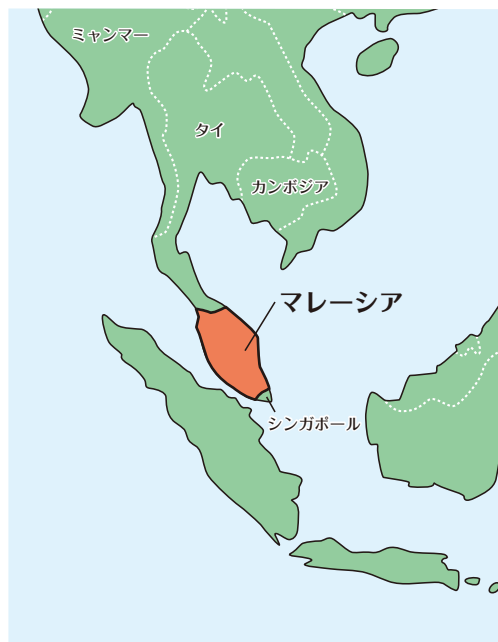 ミャンマー
タイ
カンボジア
マレーシア
シンガポール